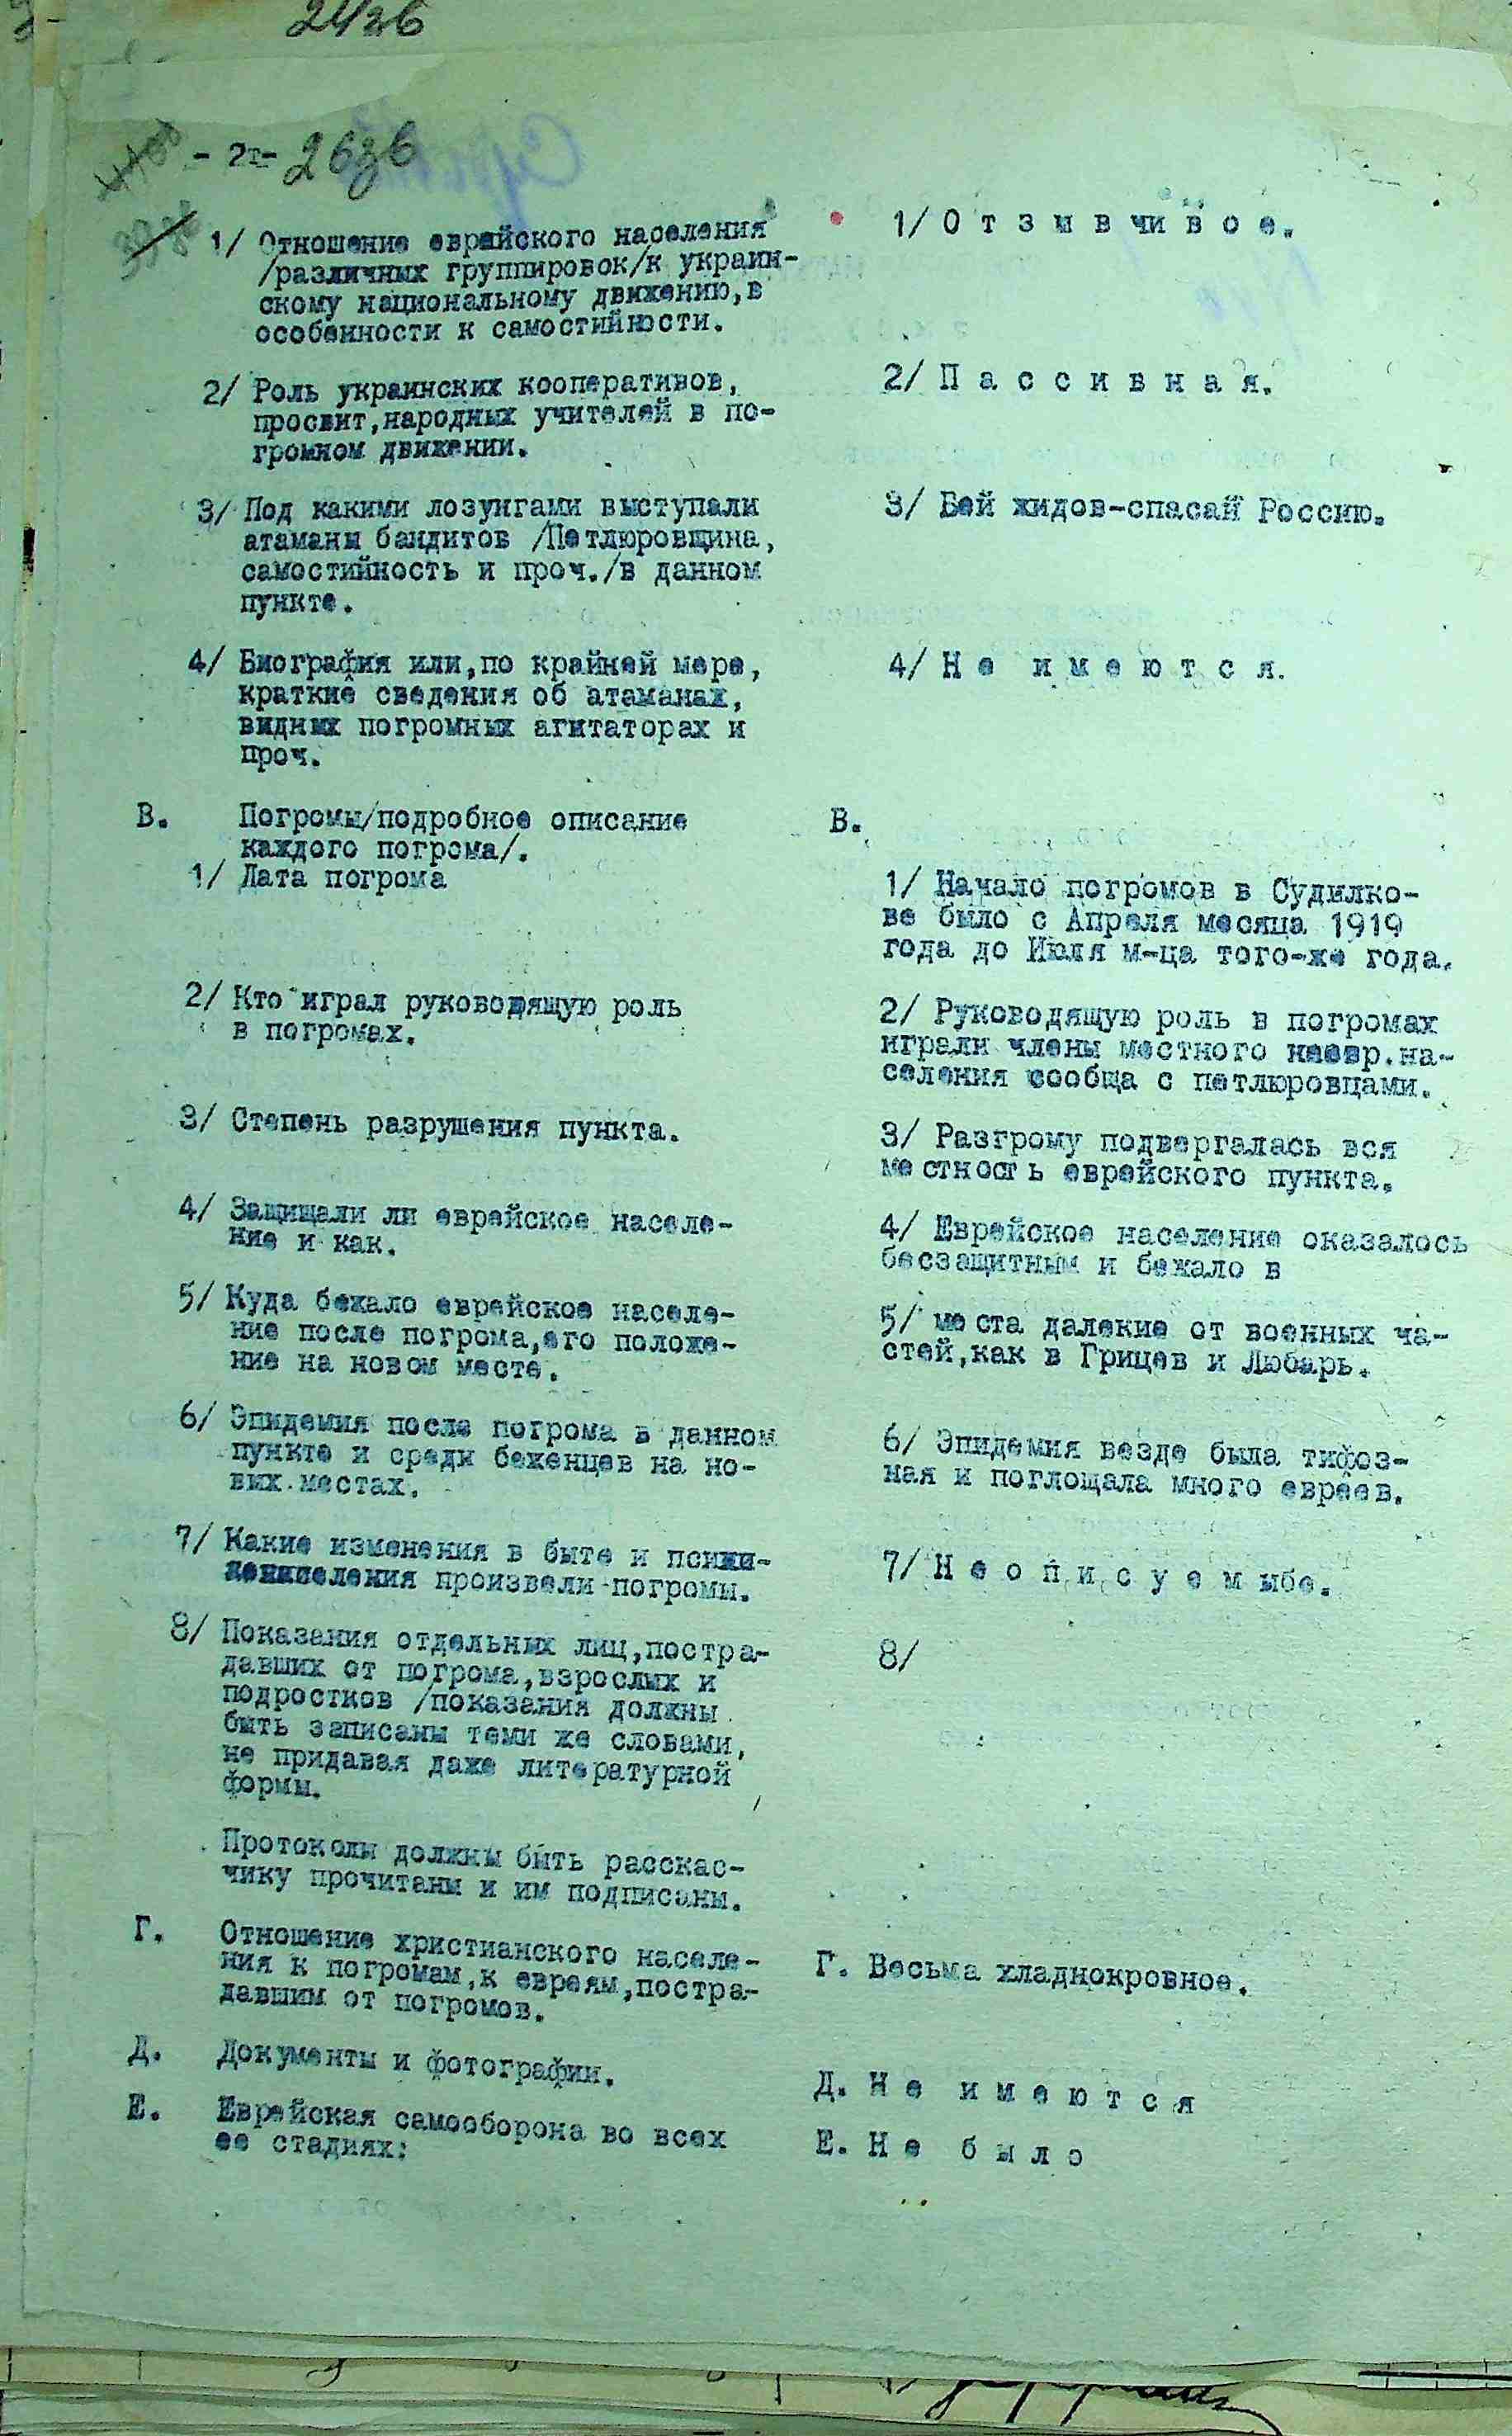 - 2 -
1/ Отношение еврейского населения
/различных группировок/к украин-
скому национальному движению,в
особенности к самостийности.
1/ О т з ы в чи в о е.
2/ Роль украинских кооперативов,
просвит,народных учителей в по-
громном движении.
2/ П а с с и в н а я.
3/ Под какими лозунгами выступали
атаманы бандитов /Петлюровщина,
самостийность и проч./в данном
пункте.
3/ Бей жидов-спасай Россию.
4/ Биография или,по крайней мере,
краткие сведения об атаманах,
видных погромных агитаторах и
проч.
4/ Н е и м е ю т с я.
В. Погромы/подробное описание
каждого погрома/.
1/ Дата погрома
В.
1/ Начало погромов в Судилко-
ве было с Апреля месяца 1919
года до Июля м-ца того-же года.
2/ Кто играл руководящую роль
в погромах.
2/ Руководящую роль в погромах
играли члены местного нееовр.на-
селения сообща с петлюровцами.
3/ Степень разрушения пункта.
3/ Разгрому подвергалась вся
местность еврейского пункта.
4/ Защищали ли еврейское населе-
ние и как.
4/ Еврейское население оказалось
бесзащитным и бежало в
5/ Куда бежало еврейское населе-
ние после погрома,его положе-
ние на новом месте.
5/ места далекие от военных ча-
стей,как в Грицев и Любарь.
6/ Эпидемия после погрома в данном
пункте и среди беженцев на но-
вых местах.
6/ Эпидемия везде была тифоз-
ная и поглощала много евреев.
7/ Какие изменения в быте и психи-
населения произвели погромы.
7/ Н е о п и с у е м ыбе.
8/ Показания отдельных лиц,постра-
давших от погрома,взрослых и
подростков /показания должны
быть записаны теми же словами,
не придавая даже литературной
формы.
8/
Протоколы должны быть расскас-
чику прочитаны и им подписаны.
Г. Отношение христианского населе-
ния к погромам,к евреям,постра-
давшим от погромов.
Г. Весьма хладнокровное.
Д. Документы и фотографии.
Д. Н е и м е ю т с я
Е. Еврейская самооборона во всех
ее стадиях:
Е. Н е б ы л о